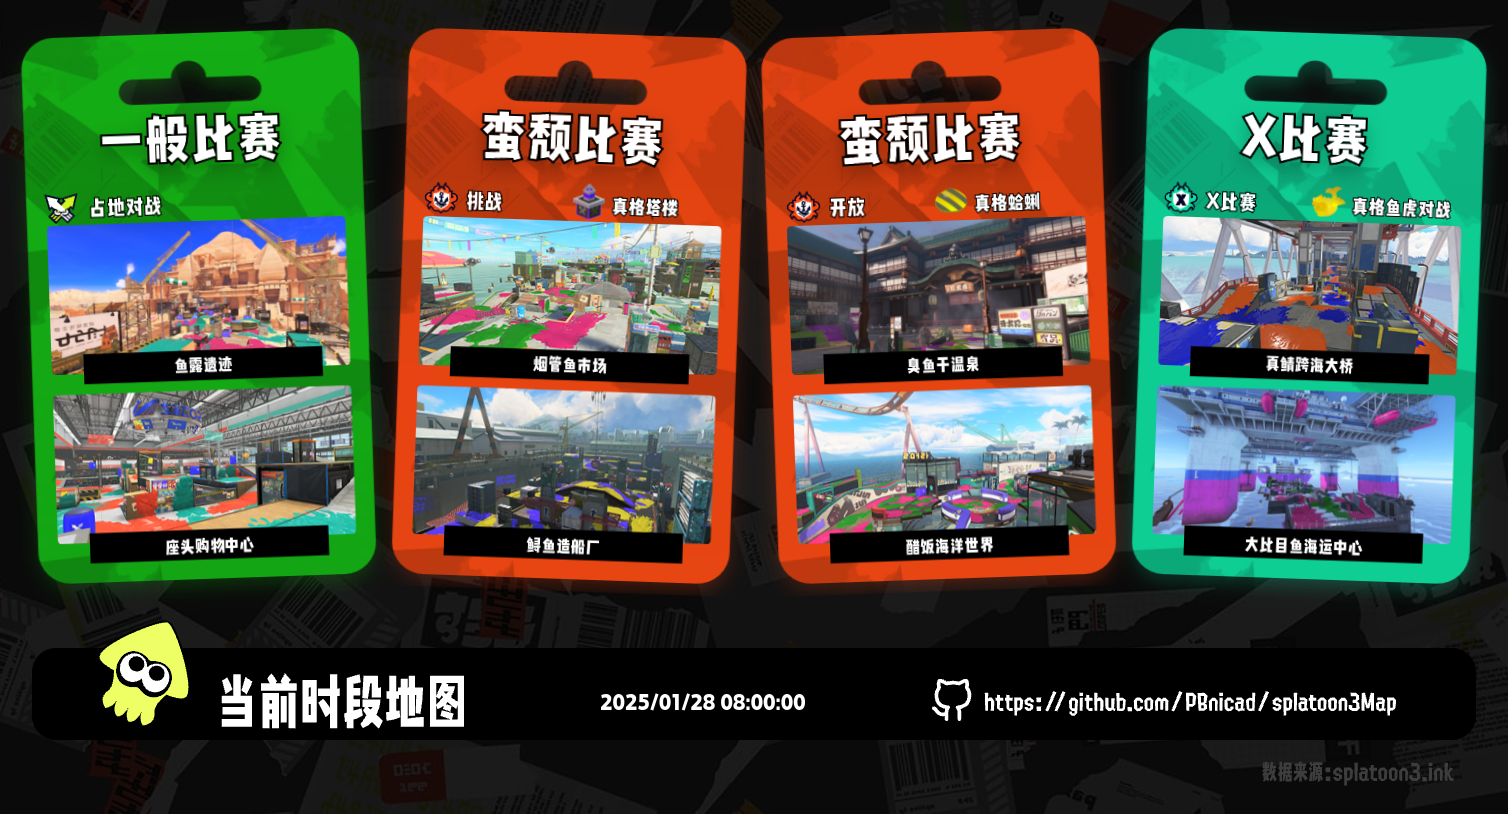 一般比赛
占地对战
鱼露遗迹
座头购物中心
蛮颓比赛
挑战
真格塔楼
烟管鱼市场
鲟鱼造船厂
蛮颓比赛
开放
真格蛤蜊
臭鱼干温泉
醋饭海洋世界
X比赛
X比赛
真格鱼虎对战
真鲭跨海大桥
大比目鱼海运中心
当前时段地图
2025/01/28 08:00:00
https://github.com/PBnicad/splatoon3Map
数据来源:splatoon3.ink